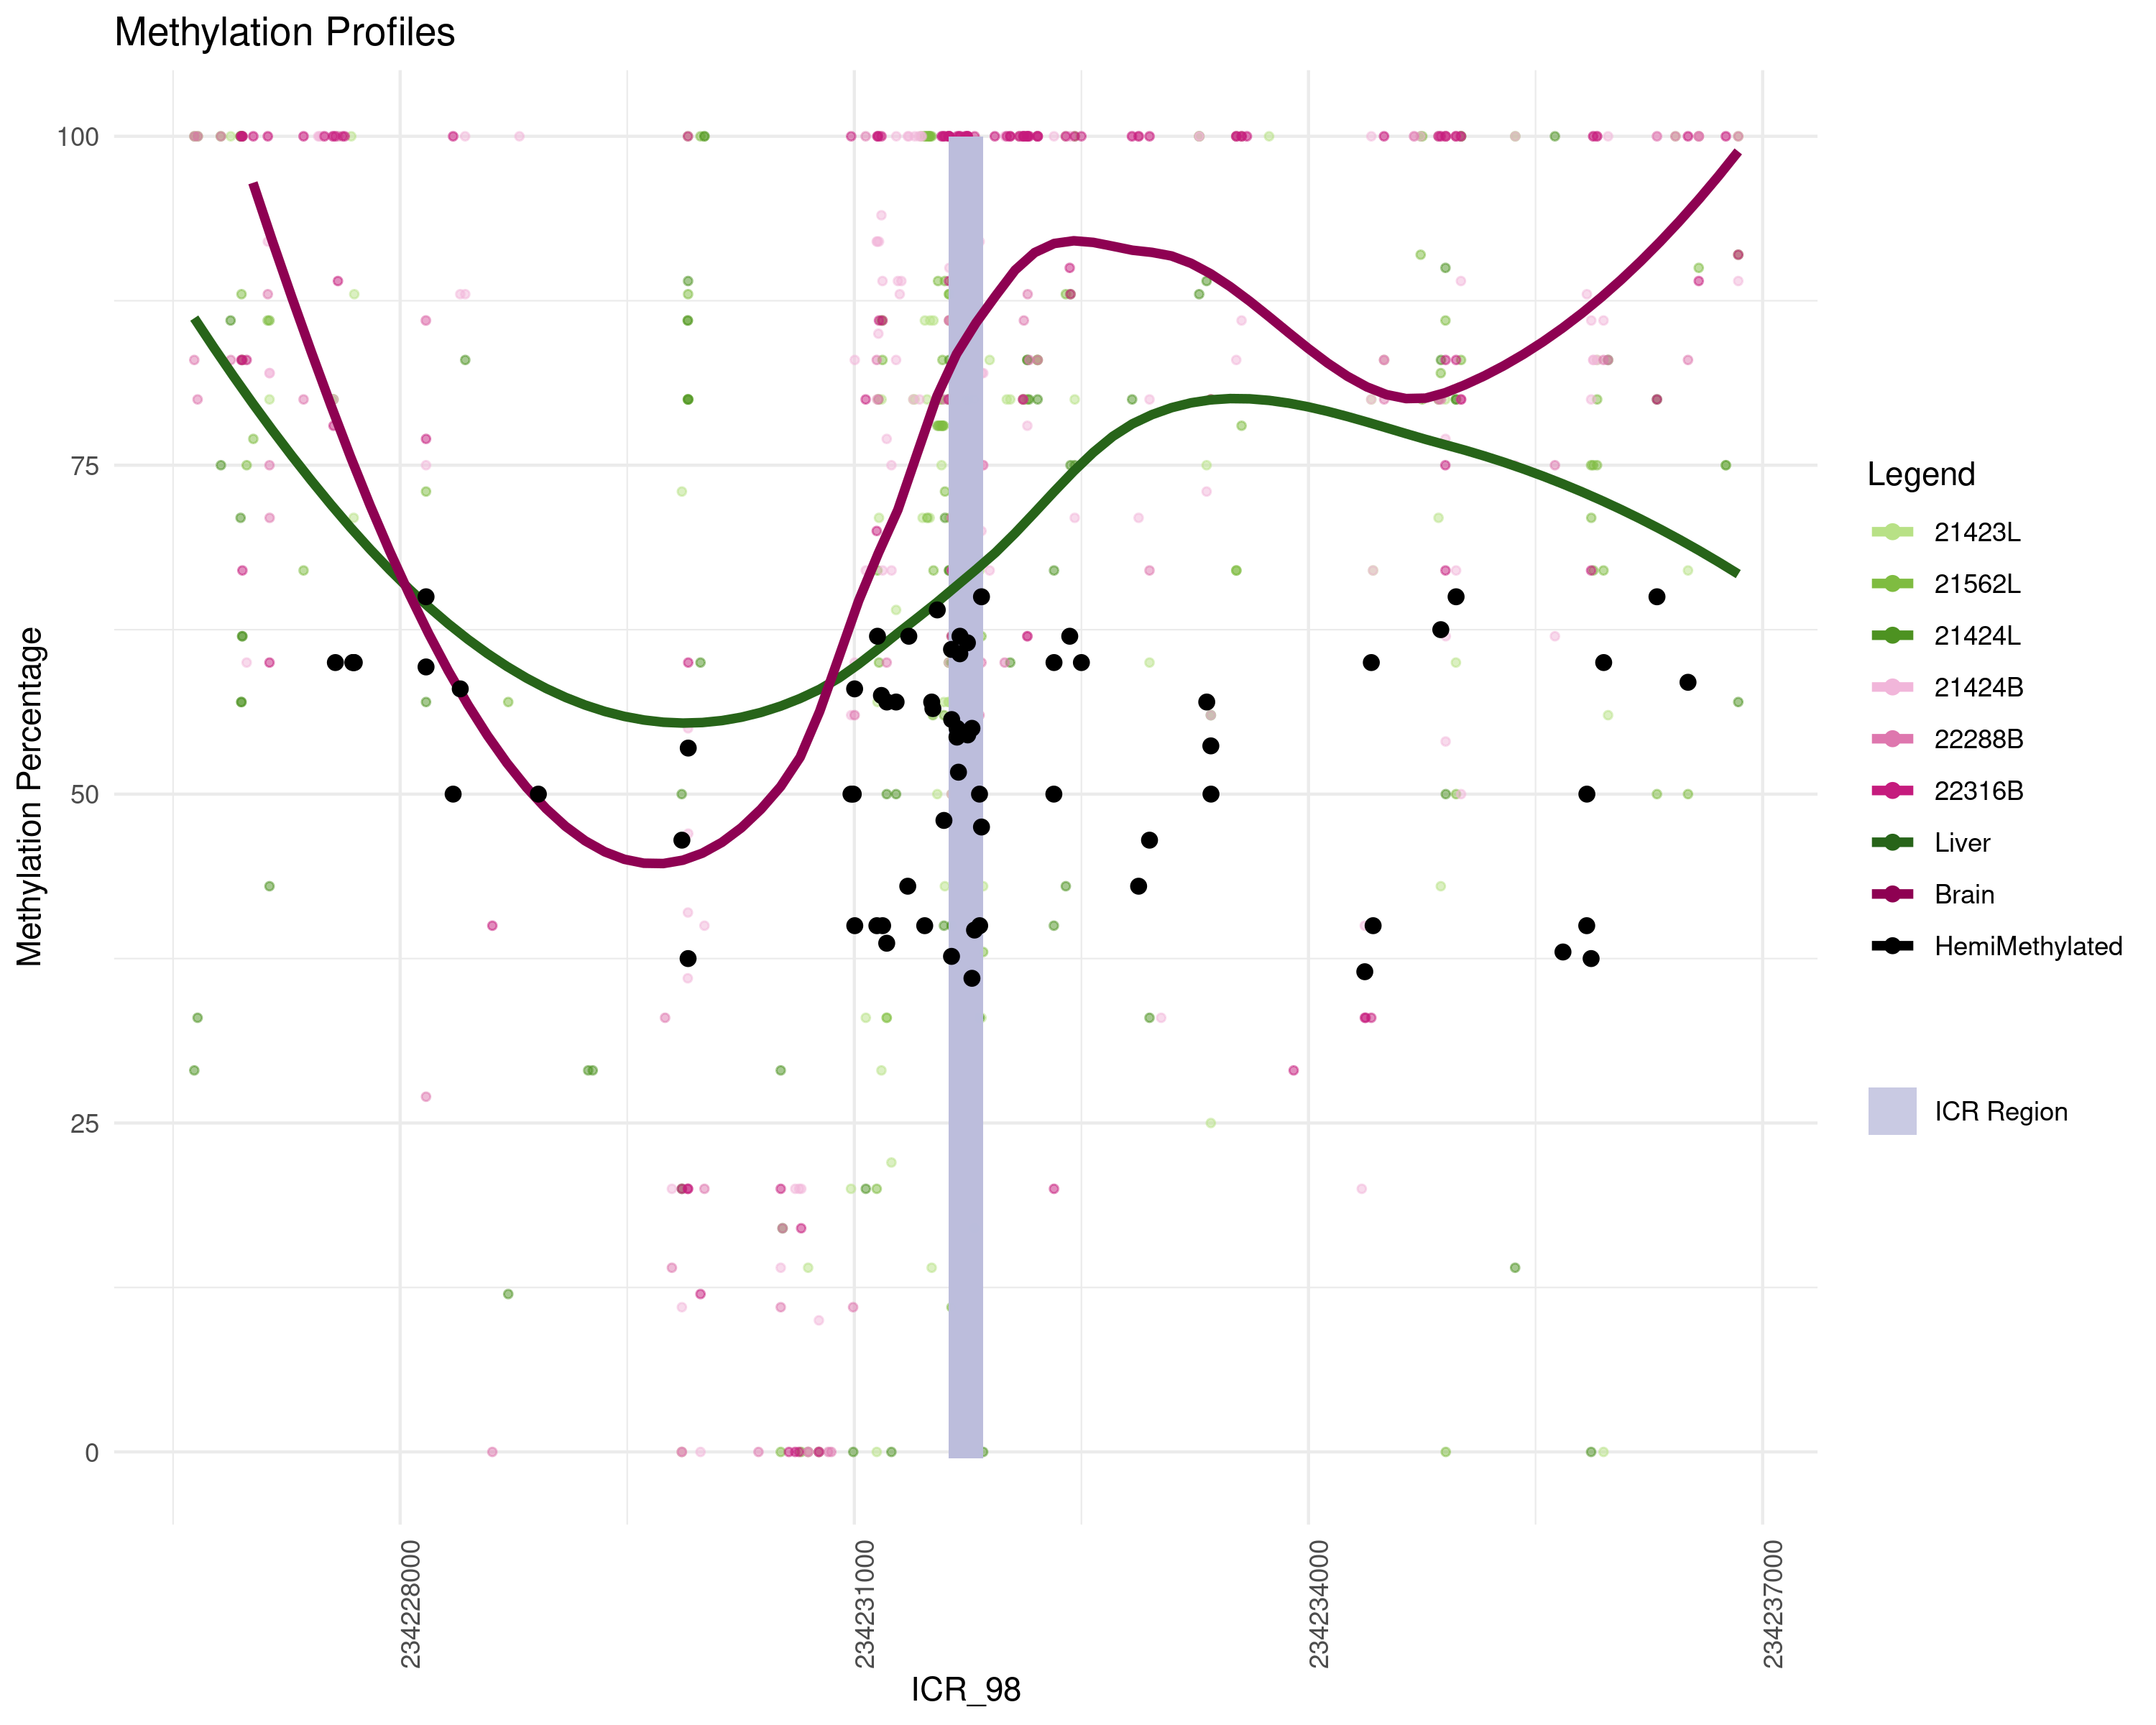 Methylation Profiles
Methylation Percentage
100
75
50
25
0
234228000
234231000
234234000
234237000
ICR_98
Legend
21423L
21562L
21424L
21424B
22288B
22316B
Liver
Brain
HemiMethylated
ICR Region